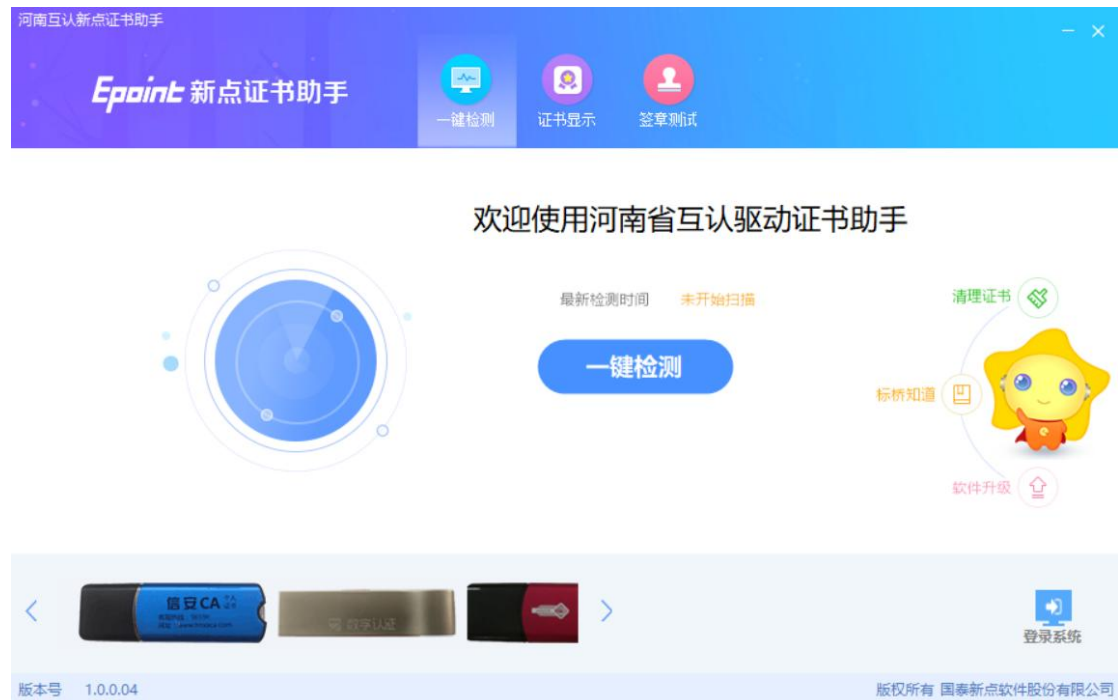 河南互认新点证书助手
Epoint 新点证书助手
一键检测
证书显示
签章测试
欢迎使用河南省互认驱动证书助手
最新检测时间 未开始扫描
一键检测
清理证书
标桥知道
软件升级
信安CA 个人证书
数字认证
登录系统
版本号 1.0.0.04
版权所有 国泰新点软件股份有限公司